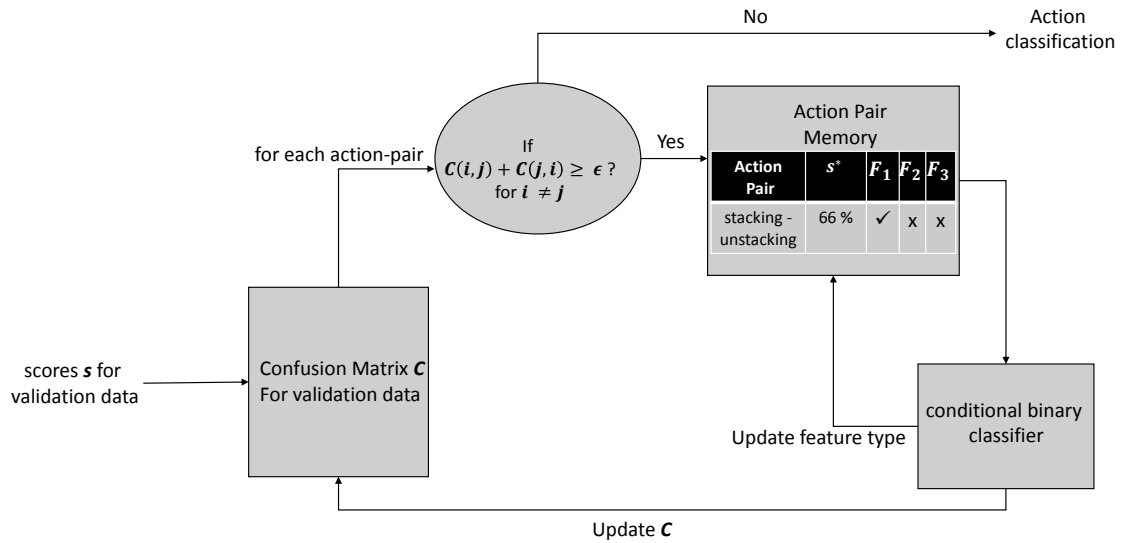 No
Action
classification
If
C(i,j) + C(j,i) ≥ ϵ ?
for i ≠ j
for each action-pair
Yes
Action Pair
Memory
Action
Pair
s*
F₁
F₂
F₃
stacking -
unstacking
66 %
✓
x
x
scores s for
validation data
Confusion Matrix C
For validation data
conditional binary
classifier
Update feature type
Update C